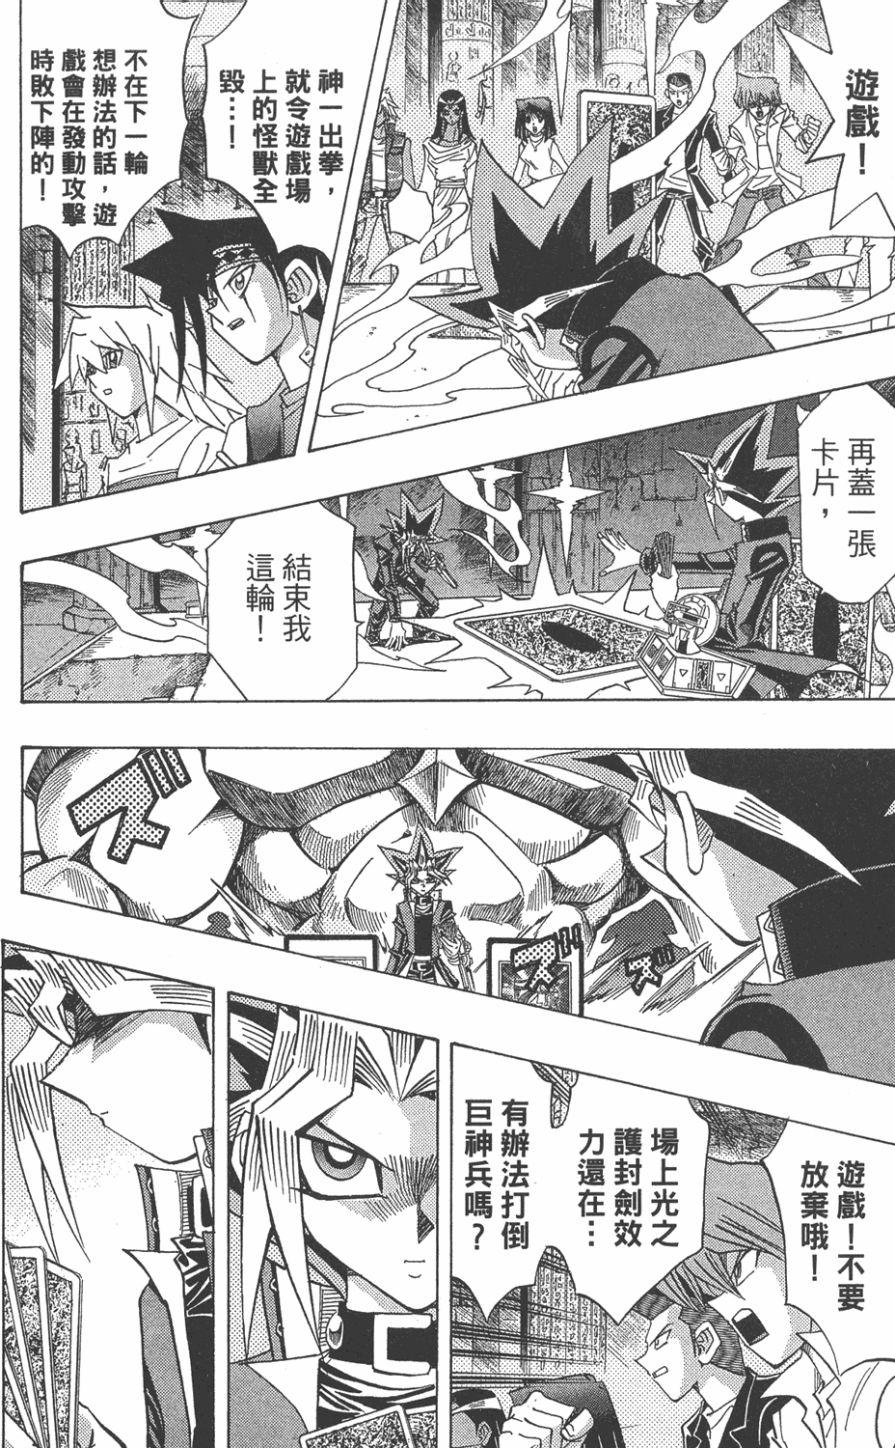 遊戲！
神一出拳，
就令遊戲場
上的怪獸全
毀…！
不在下一輪
想辦法的話，遊
戲會在發動攻擊
時敗下陣的！
再蓋一張
卡片，
結束我
這輪！
ズ
ズ
ズ
遊戲！不要
放棄哦！
場上光之
護封劍效
力還在…
有辦法打倒
巨神兵嗎？